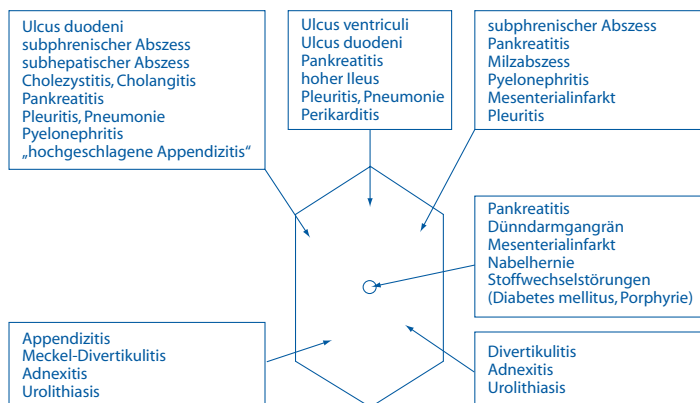 Ulcus duodeni
subphrenischer Abszess
subhepatischer Abszess
Cholezystitis, Cholangitis
Pankreatitis
Pleuritis, Pneumonie
Pyelonephritis
„hochgeschlagene Appendizitis“
Ulcus ventriculi
Ulcus duodeni
Pankreatitis
hoher Ileus
Pleuritis, Pneumonie
Perikarditis
subphrenischer Abszess
Pankreatitis
Milzabszess
Pyelonephritis
Mesenterialinfarkt
Pleuritis
Pankreatitis
Dünndarmgangrän
Mesenterialinfarkt
Nabelhernie
Stoffwechselstörungen
(Diabetes mellitus, Porphyrie)
Appendizitis
Meckel-Divertikulitis
Adnexitis
Urolithiasis
Divertikulitis
Adnexitis
Urolithiasis